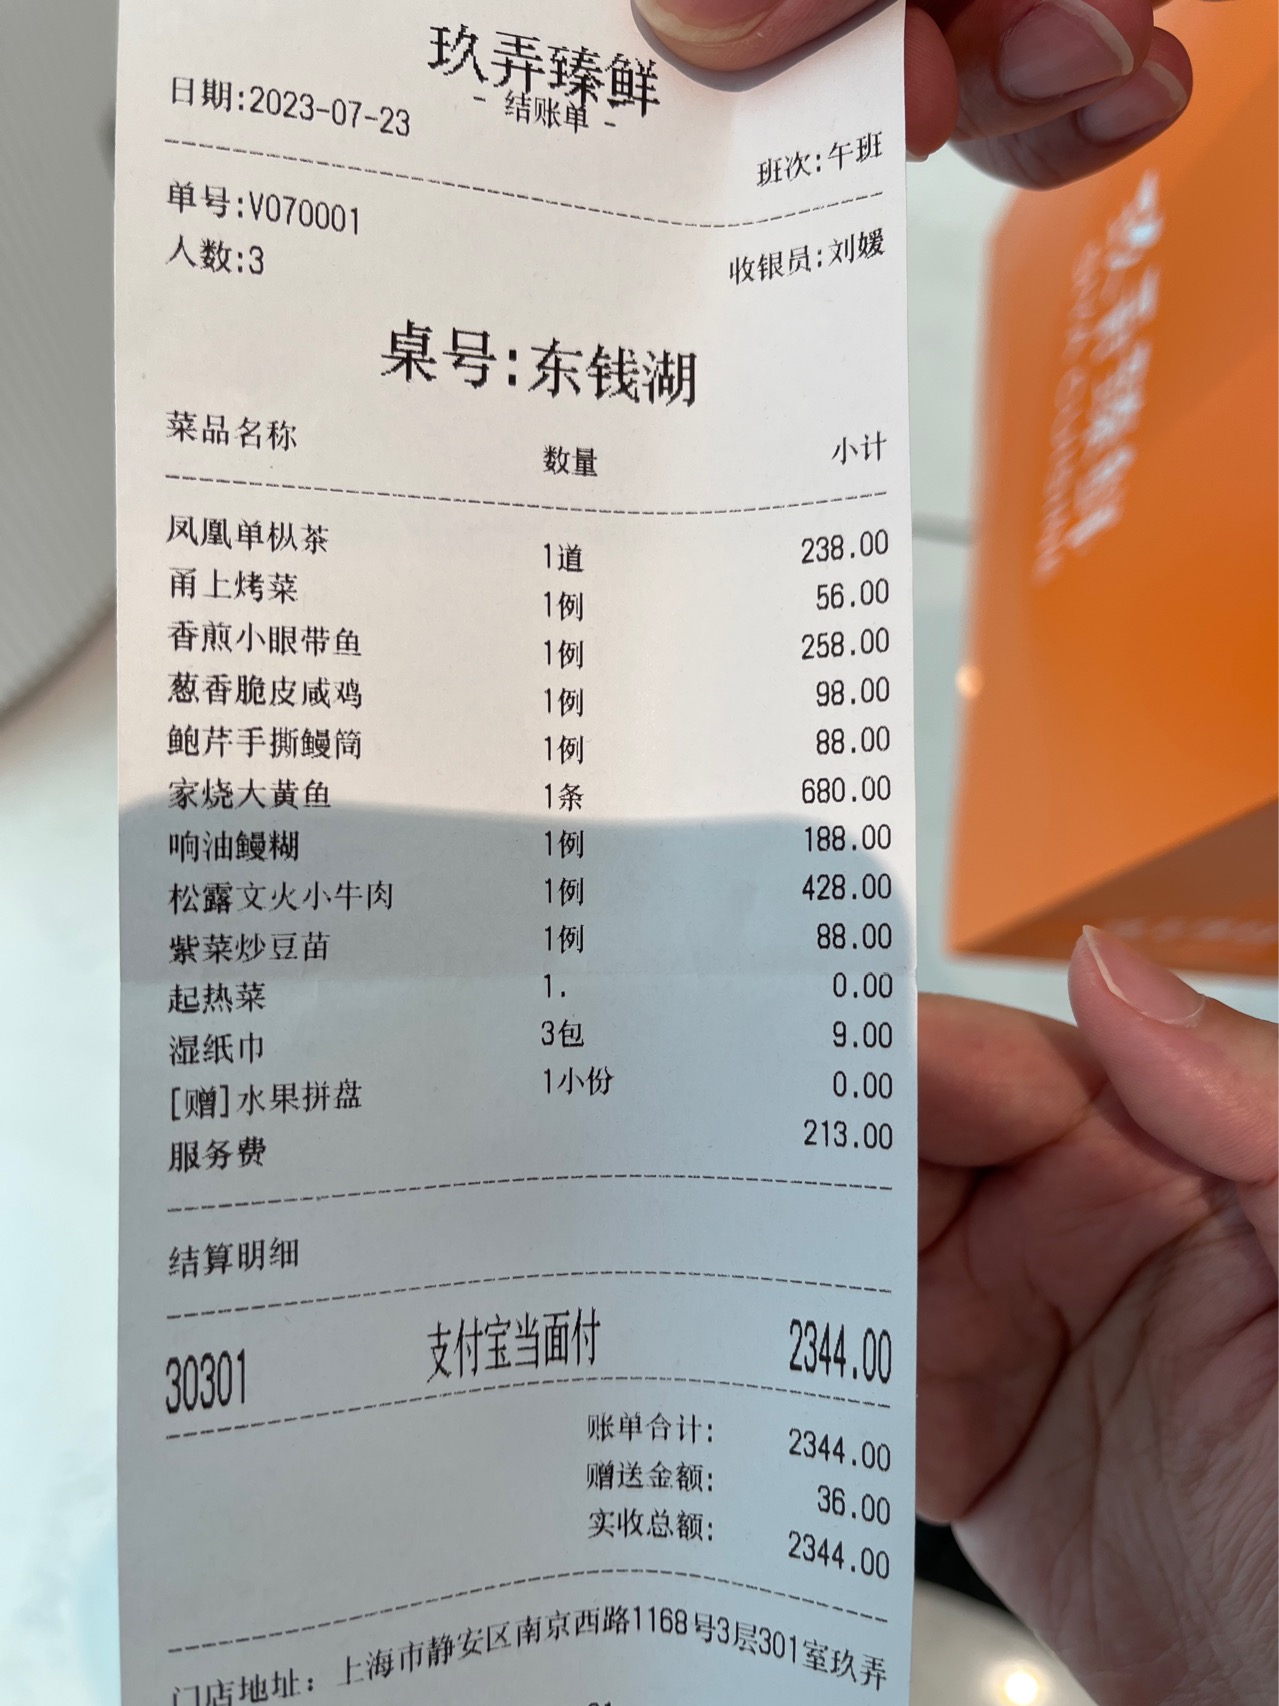 玖弄臻鲜
- 结账单 -
日期:2023-07-23
班次:午班
单号:V070001
人数:3
收银员:刘媛
桌号:东钱湖
菜品名称 数量 小计
凤凰单枞茶 1道 238.00
甬上烤菜 1例 56.00
香煎小眼带鱼 1例 258.00
葱香脆皮咸鸡 1例 98.00
鲍芹手撕鳗筒 1例 88.00
家烧大黄鱼 1条 680.00
响油鳗糊 1例 188.00
松露文火小牛肉 1例 428.00
紫菜炒豆苗 1例 88.00
起热菜 1. 0.00
湿纸巾 3包 9.00
[赠]水果拼盘 1小份 0.00
服务费 213.00
结算明细
30301 支付宝当面付 2344.00
账单合计: 2344.00
赠送金额: 36.00
实收总额: 2344.00
门店地址: 上海市静安区南京西路1168号3层301室玖弄